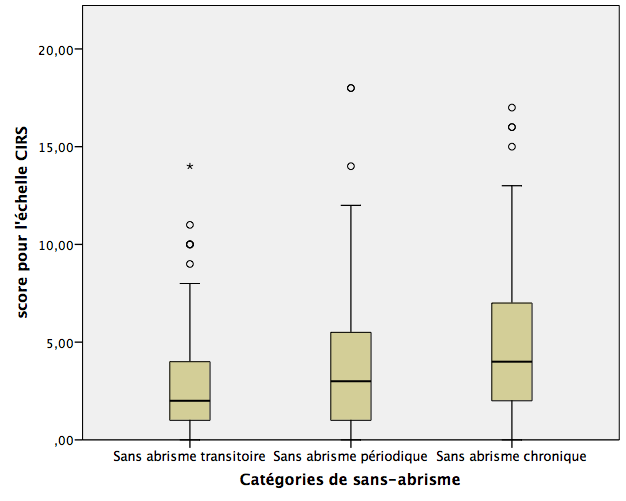 20,00
15,00
10,00
5,00
,00
score pour l'échelle CIRS
*
Sans abrisme transitoire Sans abrisme périodique Sans abrisme chronique
Catégories de sans-abrisme